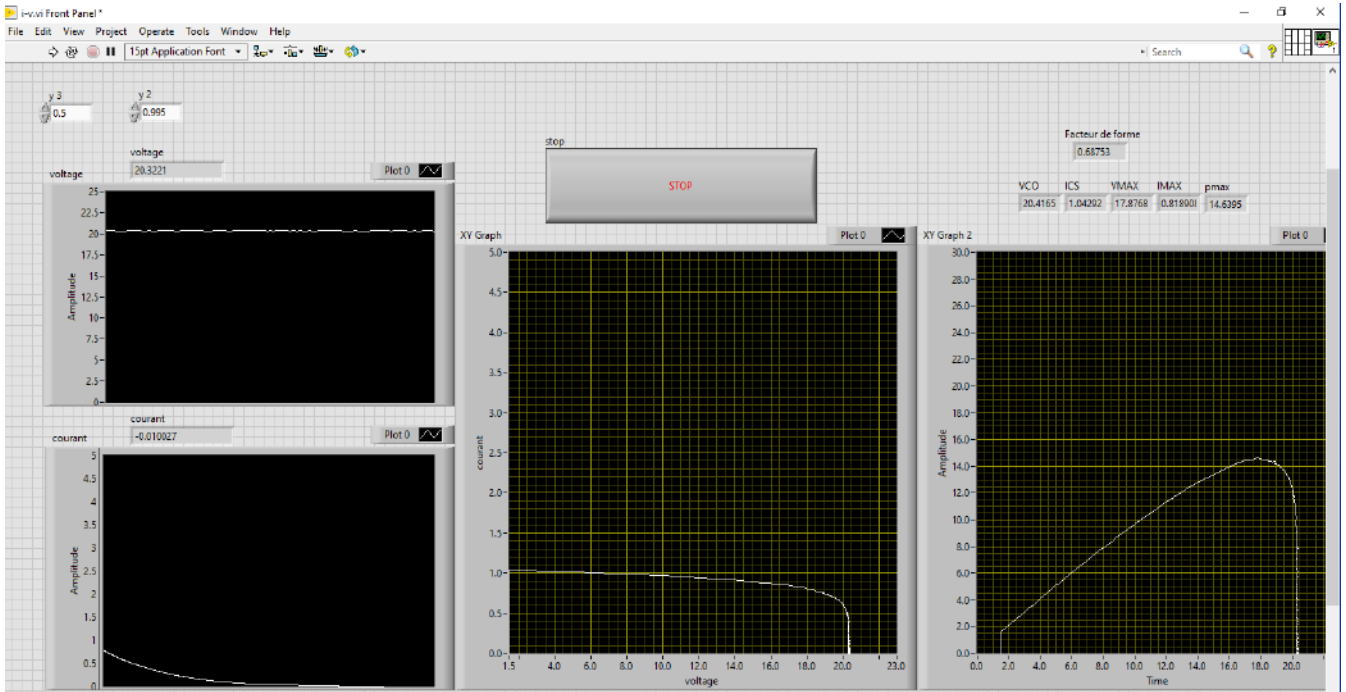 i-v.vi Front Panel *
File Edit View Project Operate Tools Window Help
15pt Application Font
Search
y 3
0.5
y 2
0.995
voltage
20.3221
voltage
Plot 0
25
22.5
20
17.5
15
12.5
10
7.5
5
2.5
0
Amplitude
courant
-0.010027
courant
Plot 0
5
4.5
4
3.5
3
2.5
2
1.5
1
0.5
0
Amplitude
stop
STOP
Facteur de forme
0.68753
VCO ICS VMAX IMAX pmax
20.4165 1.04292 17.8768 0.818908 14.6395
XY Graph
Plot 0
5.0
4.5
4.0
3.5
3.0
2.5
2.0
1.5
1.0
0.5
0.0
courant
1.5 4.0 6.0 8.0 10.0 12.0 14.0 16.0 18.0 20.0 23.0
voltage
XY Graph 2
Plot 0
30.0
28.0
26.0
24.0
22.0
20.0
18.0
16.0
14.0
12.0
10.0
8.0
6.0
4.0
2.0
0.0
Amplitude
0.0 2.0 4.0 6.0 8.0 10.0 12.0 14.0 16.0 18.0 20.0
Time